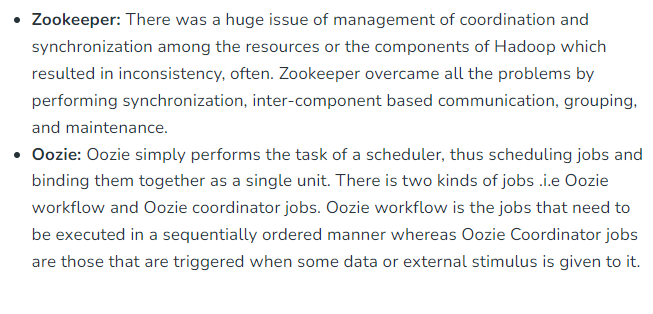 • Zookeeper: There was a huge issue of management of coordination and
synchronization among the resources or the components of Hadoop which
resulted in inconsistency, often. Zookeeper overcame all the problems by
performing synchronization, inter-component based communication, grouping,
and maintenance.
• Oozie: Oozie simply performs the task of a scheduler, thus scheduling jobs and
binding them together as a single unit. There is two kinds of jobs .i.e Oozie
workflow and Oozie coordinator jobs. Oozie workflow is the jobs that need to
be executed in a sequentially ordered manner whereas Oozie Coordinator jobs
are those that are triggered when some data or external stimulus is given to it.